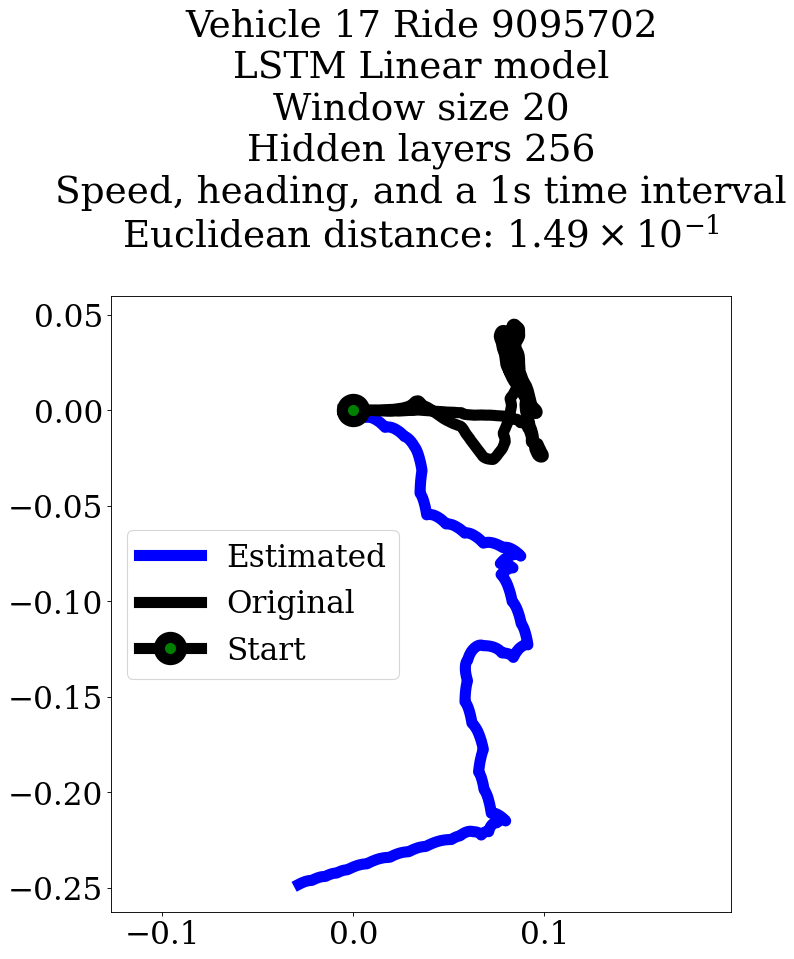 Vehicle 17 Ride 9095702
LSTM Linear model
Window size 20
Hidden layers 256
Speed, heading, and a 1s time interval
Euclidean distance: 1.49 × 10⁻¹
0.05
0.00
−0.05
−0.10
−0.15
−0.20
−0.25
Estimated
Original
Start
−0.1
0.0
0.1